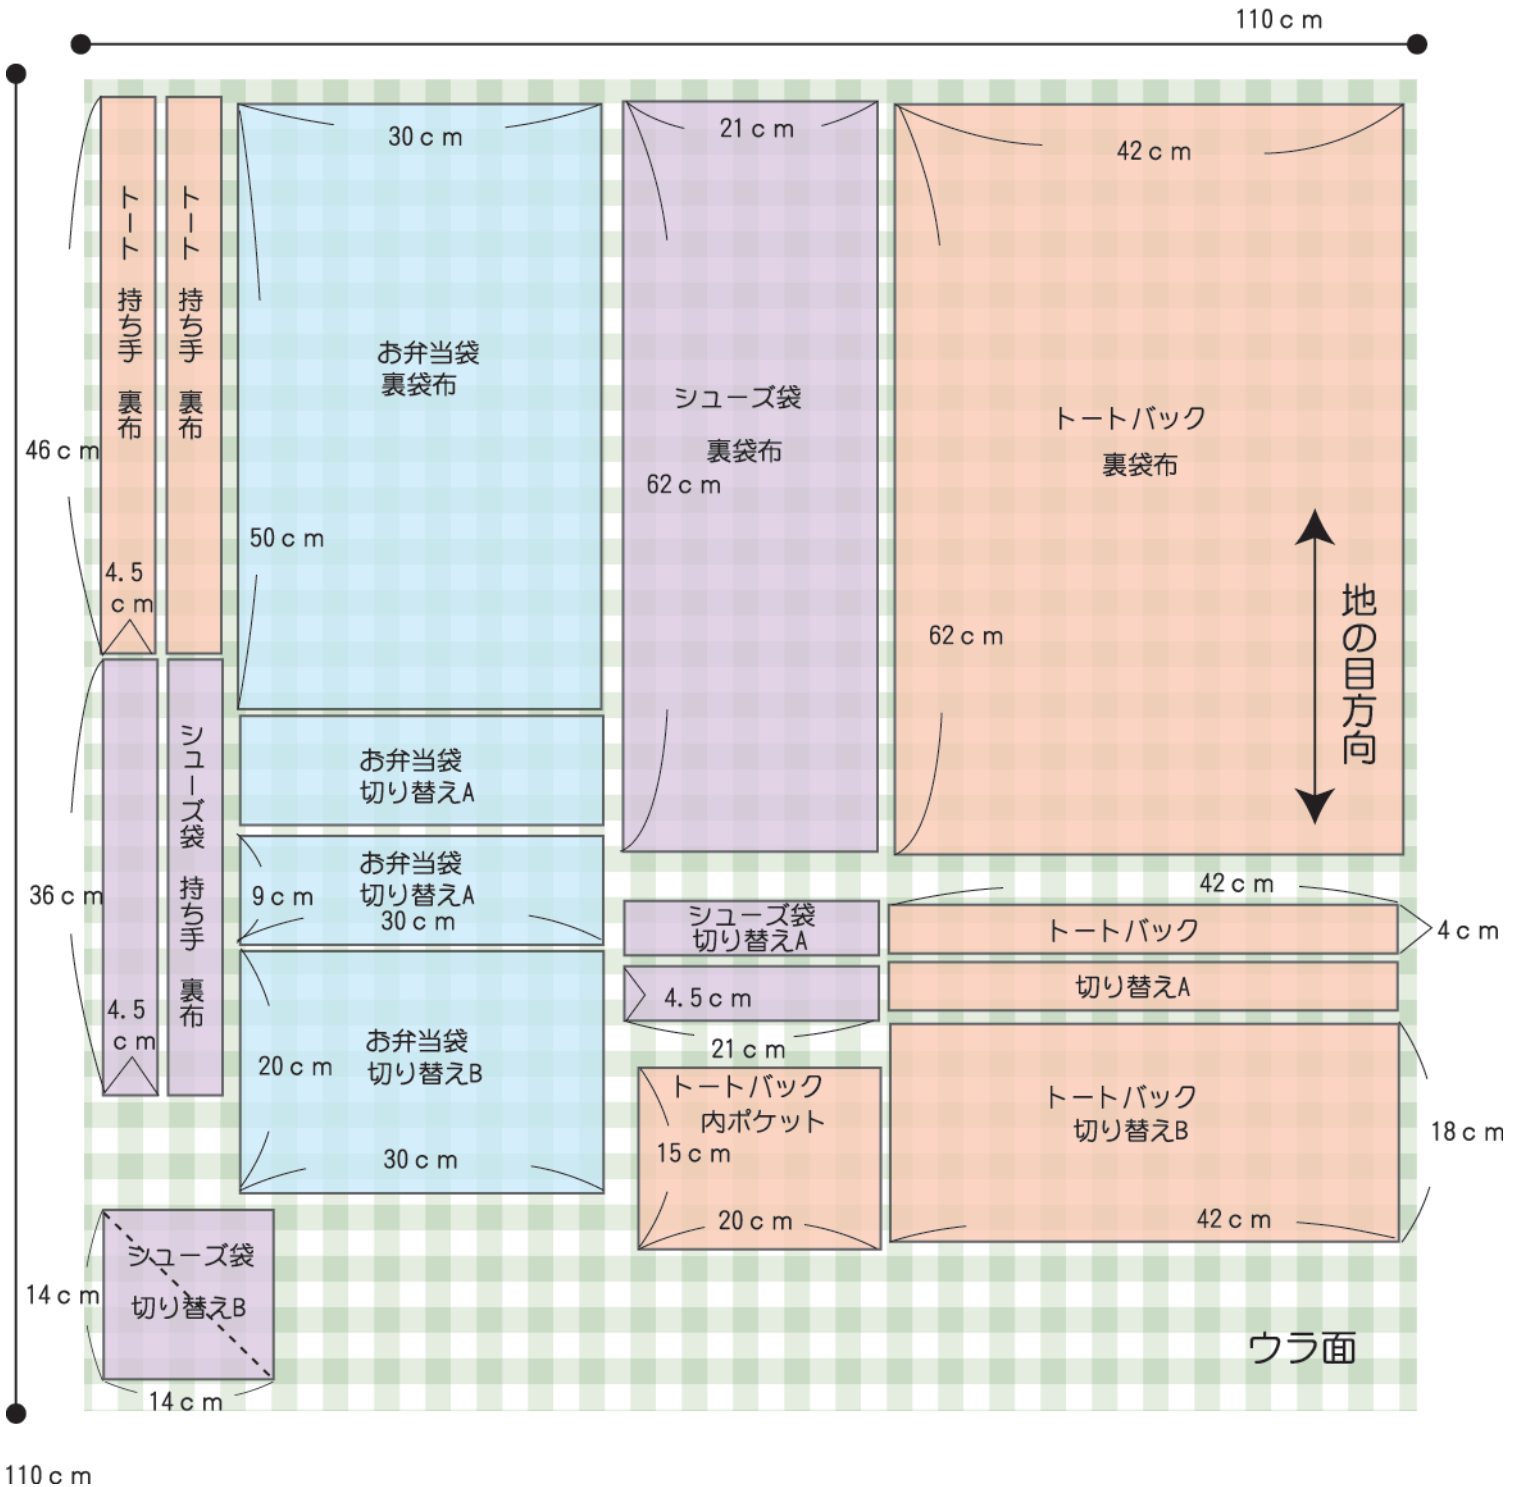 110cm
トート 持ち手 裏布
トート 持ち手 裏布
46cm
4.5
cm
30cm
お弁当袋
裏袋布
50cm
21cm
シューズ袋
裏袋布
62cm
42cm
トートバック
裏袋布
62cm
地の目方向
シューズ袋 持ち手 裏布
36cm
4.5
cm
お弁当袋
切り替えA
お弁当袋
切り替えA
9cm
30cm
お弁当袋
切り替えB
20cm
30cm
シューズ袋
切り替えA
4.5cm
21cm
トートバック
内ポケット
15cm
20cm
42cm
トートバック
4cm
切り替えA
トートバック
切り替えB
18cm
42cm
シューズ袋
切り替えB
14cm
14cm
ウラ面
110cm